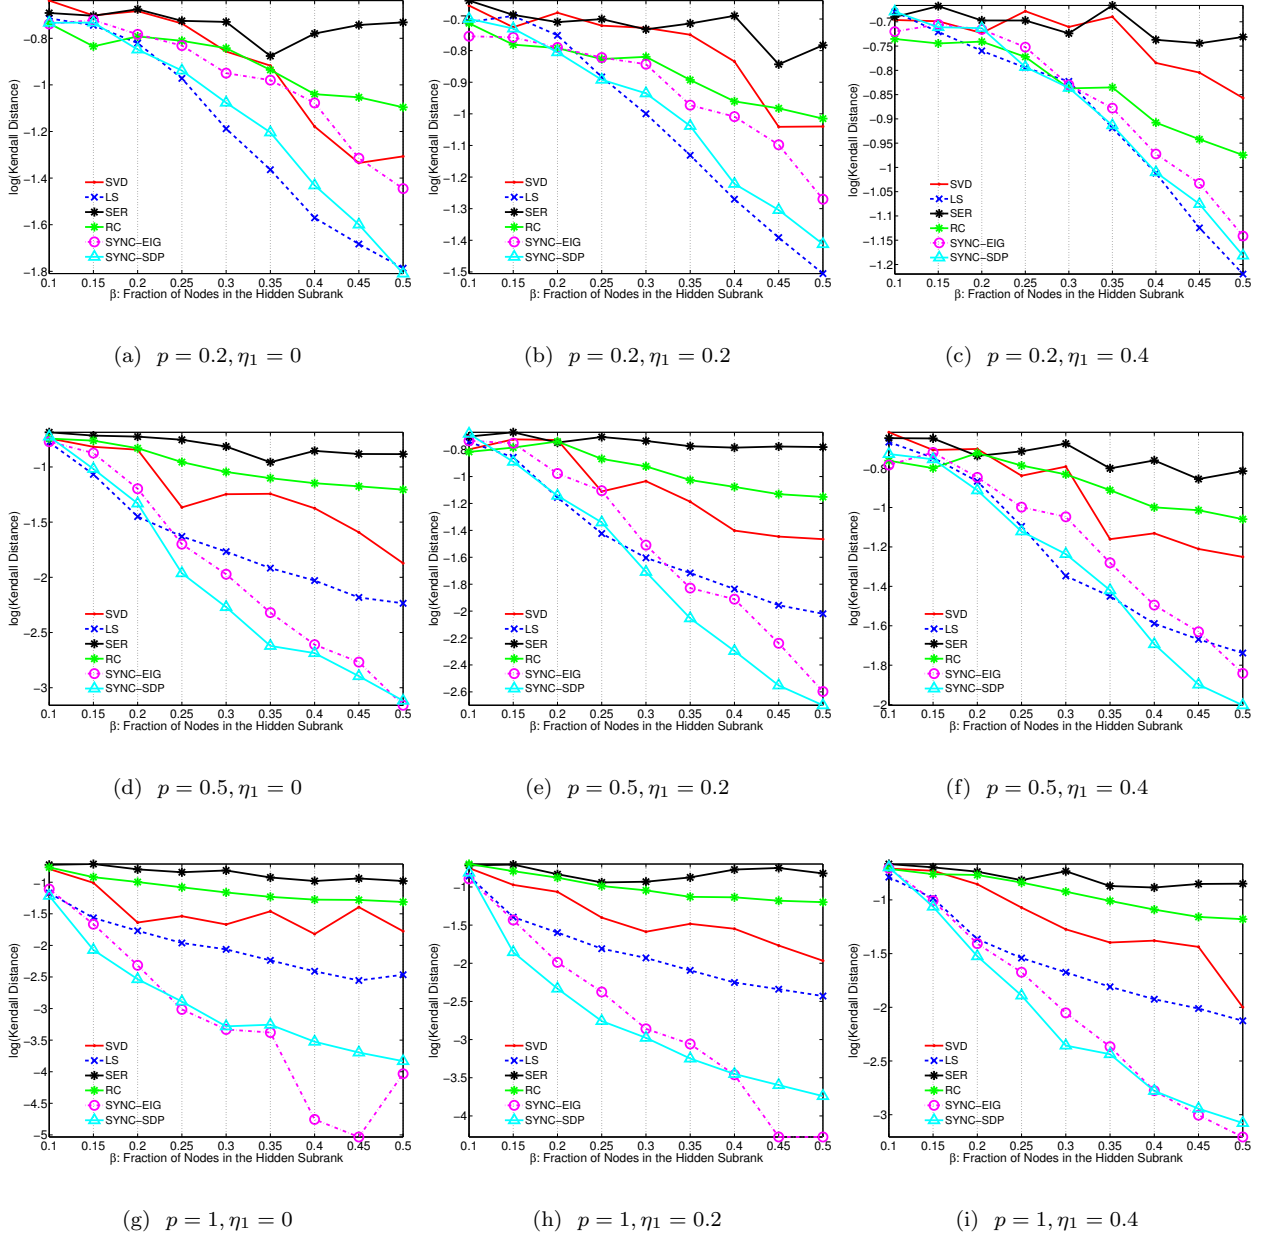 −0.8
−1
−1.2
−1.4
−1.6
−1.8
log(Kendall Distance)
SVD
LS
SER
RC
SYNC−EIG
SYNC−SDP
0.1 0.15 0.2 0.25 0.3 0.35 0.4 0.45 0.5
β: Fraction of Nodes in the Hidden Subrank
−0.7
−0.8
−0.9
−1
−1.1
−1.2
−1.3
−1.4
−1.5
log(Kendall Distance)
SVD
LS
SER
RC
SYNC−EIG
SYNC−SDP
0.1 0.15 0.2 0.25 0.3 0.35 0.4 0.45 0.5
β: Fraction of Nodes in the Hidden Subrank
−0.7
−0.75
−0.8
−0.85
−0.9
−0.95
−1
−1.05
−1.1
−1.15
−1.2
log(Kendall Distance)
SVD
LS
SER
RC
SYNC−EIG
SYNC−SDP
0.1 0.15 0.2 0.25 0.3 0.35 0.4 0.45 0.5
β: Fraction of Nodes in the Hidden Subrank
(a) p = 0.2, η₁ = 0
(b) p = 0.2, η₁ = 0.2
(c) p = 0.2, η₁ = 0.4
−1
−1.5
−2
−2.5
−3
log(Kendall Distance)
SVD
LS
SER
RC
SYNC−EIG
SYNC−SDP
0.1 0.15 0.2 0.25 0.3 0.35 0.4 0.45 0.5
β: Fraction of Nodes in the Hidden Subrank
−0.8
−1
−1.2
−1.4
−1.6
−1.8
−2
−2.2
−2.4
−2.6
log(Kendall Distance)
SVD
LS
SER
RC
SYNC−EIG
SYNC−SDP
0.1 0.15 0.2 0.25 0.3 0.35 0.4 0.45 0.5
β: Fraction of Nodes in the Hidden Subrank
−0.8
−1
−1.2
−1.4
−1.6
−1.8
−2
log(Kendall Distance)
SVD
LS
SER
RC
SYNC−EIG
SYNC−SDP
0.1 0.15 0.2 0.25 0.3 0.35 0.4 0.45 0.5
β: Fraction of Nodes in the Hidden Subrank
(d) p = 0.5, η₁ = 0
(e) p = 0.5, η₁ = 0.2
(f) p = 0.5, η₁ = 0.4
−1
−1.5
−2
−2.5
−3
−3.5
−4
−4.5
−5
log(Kendall Distance)
SVD
LS
SER
RC
SYNC−EIG
SYNC−SDP
0.1 0.15 0.2 0.25 0.3 0.35 0.4 0.45 0.5
β: Fraction of Nodes in the Hidden Subrank
−1
−1.5
−2
−2.5
−3
−3.5
−4
log(Kendall Distance)
SVD
LS
SER
RC
SYNC−EIG
SYNC−SDP
0.1 0.15 0.2 0.25 0.3 0.35 0.4 0.45 0.5
β: Fraction of Nodes in the Hidden Subrank
−1
−1.5
−2
−2.5
−3
log(Kendall Distance)
SVD
LS
SER
RC
SYNC−EIG
SYNC−SDP
0.1 0.15 0.2 0.25 0.3 0.35 0.4 0.45 0.5
β: Fraction of Nodes in the Hidden Subrank
(g) p = 1, η₁ = 0
(h) p = 1, η₁ = 0.2
(i) p = 1, η₁ = 0.4